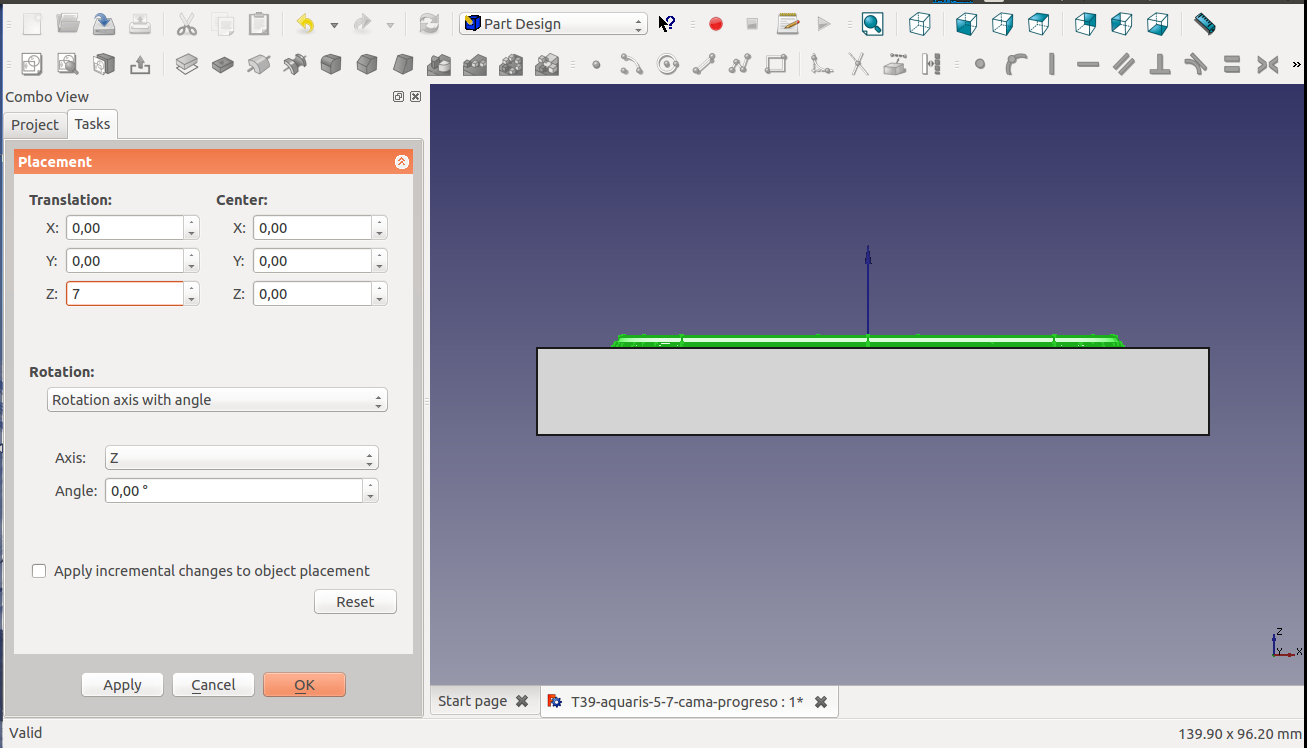 Part Design
Combo View
Project
Tasks
Placement
Translation:
Center:
X: 0,00
X: 0,00
Y: 0,00
Y: 0,00
Z: 7
Z: 0,00
Rotation:
Rotation axis with angle
Axis: Z
Angle: 0,00 °
Apply incremental changes to object placement
Reset
Apply
Cancel
OK
Z
Y
X
Start page
T39-aquaris-5-7-cama-progreso : 1*
Valid
139.90 x 96.20 mm